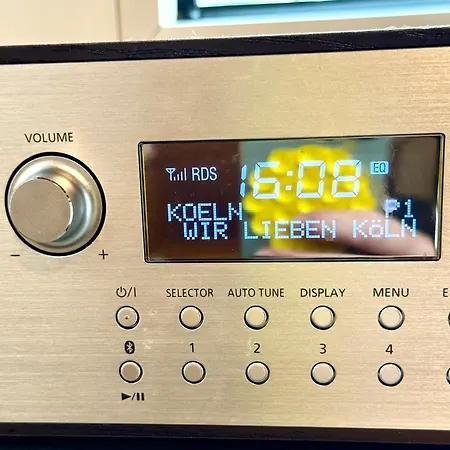 VOLUME
RDS 16:08 EQ
KOELN P1
WIR LIEBEN KöLN
- +
⏻/I SELECTOR AUTO TUNE DISPLAY MENU E
1 2 3 4
►/II